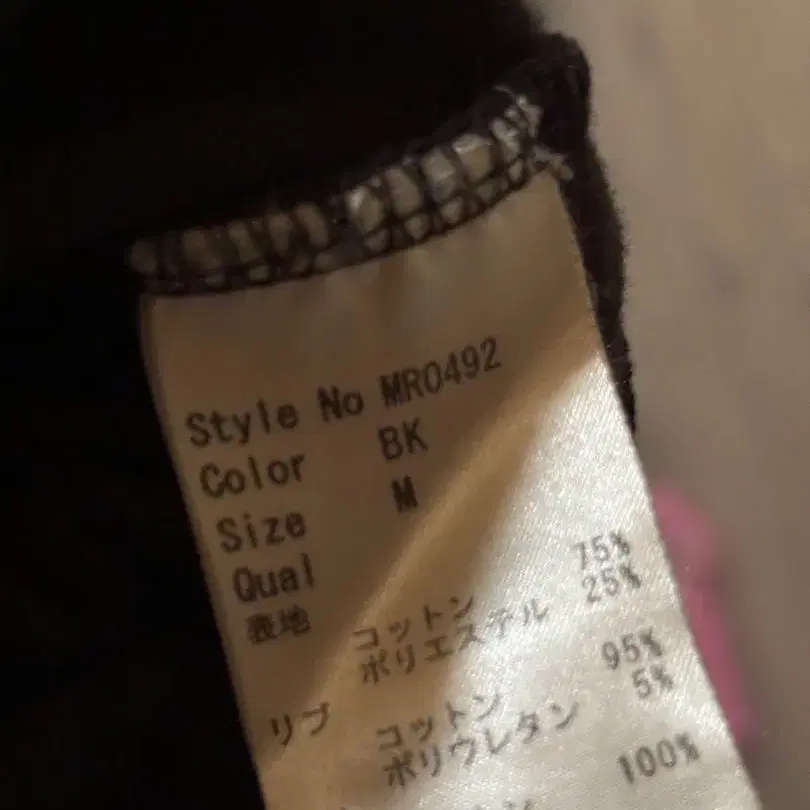 Style No MR0492
Color BK
Size M
Qual
表地 コットン 75%
ポリエステル 25%
リブ コットン 95%
ポリウレタン 5%
100%